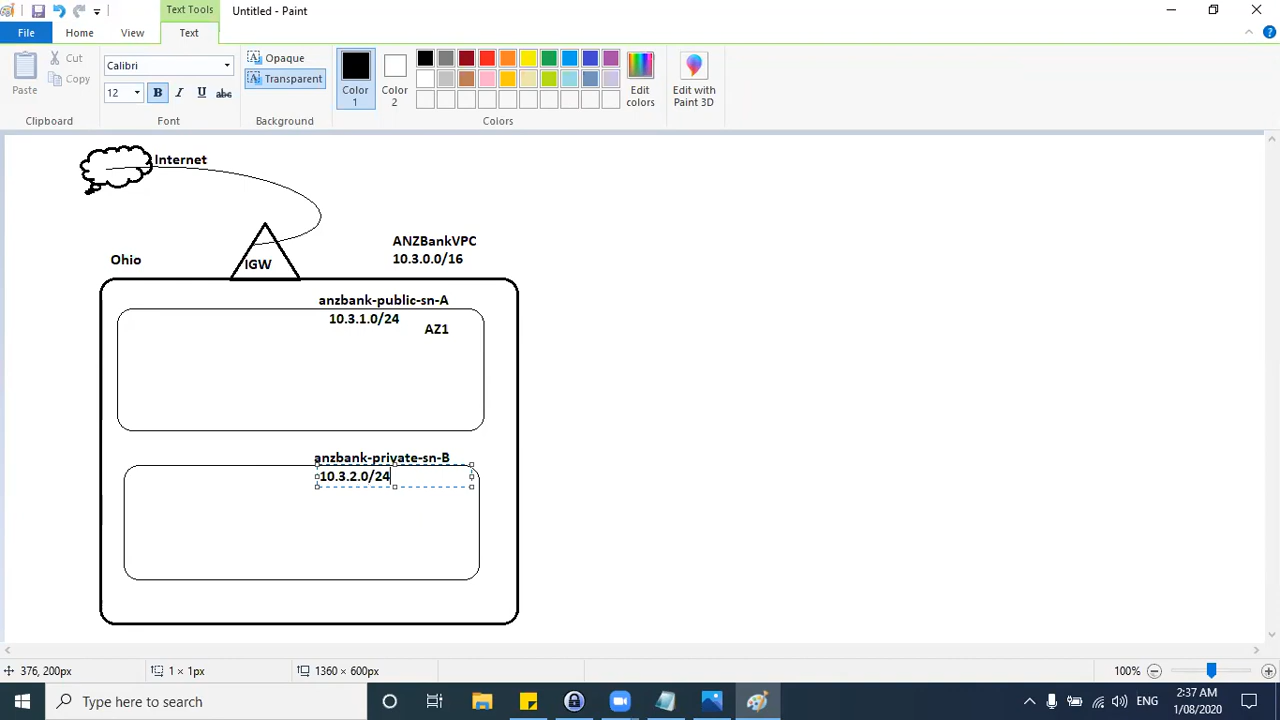 Text Tools
Untitled - Paint
File
Home
View
Text
Paste
Cut
Copy
Clipboard
Calibri
12
B
I
U
abc
Font
Opaque
Transparent
Background
Color
1
Color
2
Edit
colors
Edit with
Paint 3D
Colors
Internet
ANZBankVPC
10.3.0.0/16
Ohio
IGW
anzbank-public-sn-A
10.3.1.0/24
AZ1
anzbank-private-sn-B
10.3.2.0/24
376, 200px
1 × 1px
1360 × 600px
100%
Type here to search
ENG
2:37 AM
1/08/2020